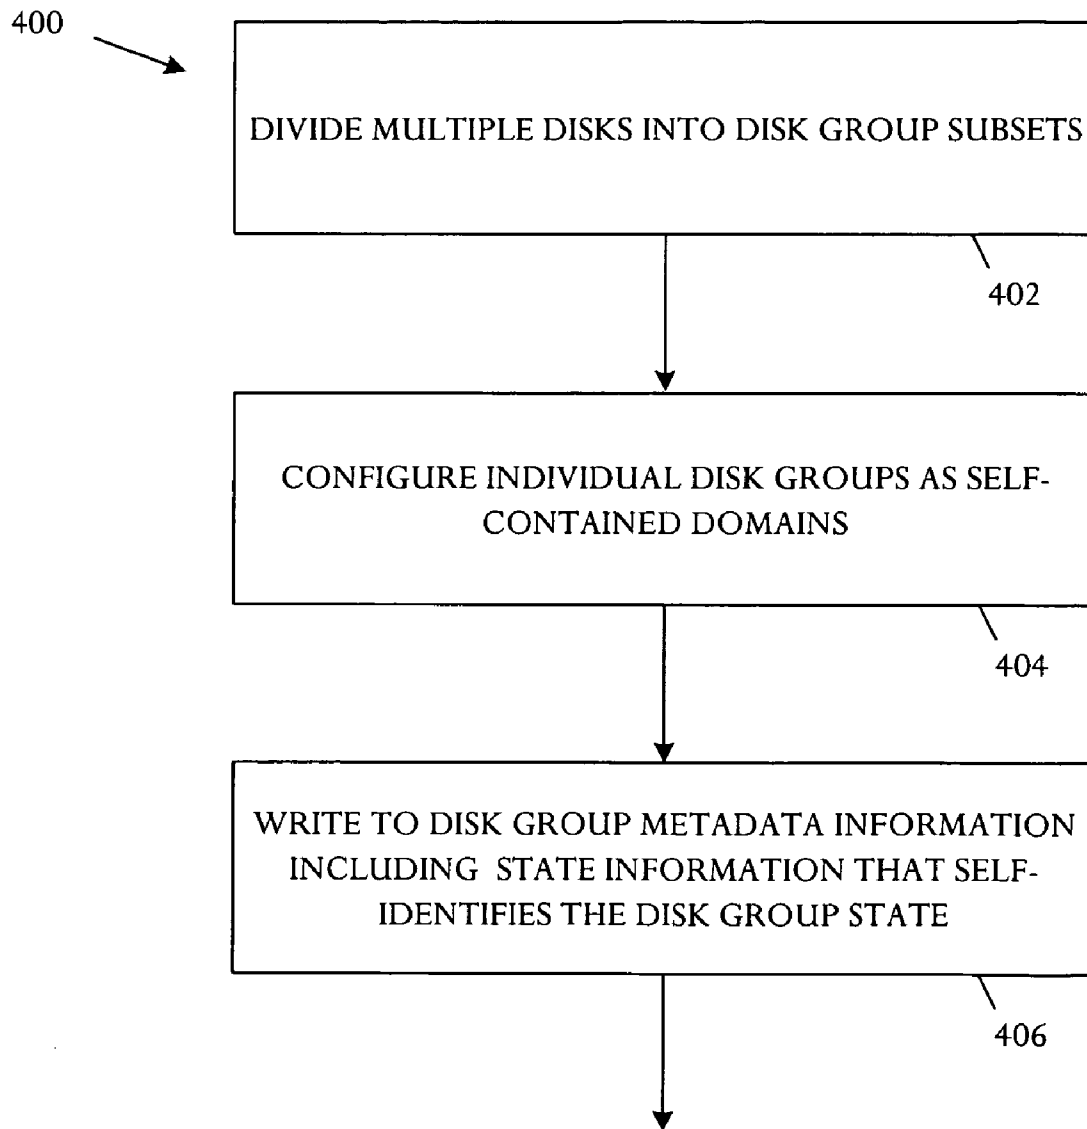 400
DIVIDE MULTIPLE DISKS INTO DISK GROUP SUBSETS
402
CONFIGURE INDIVIDUAL DISK GROUPS AS SELF-
CONTAINED DOMAINS
404
WRITE TO DISK GROUP METADATA INFORMATION
INCLUDING STATE INFORMATION THAT SELF-
IDENTIFIES THE DISK GROUP STATE
406